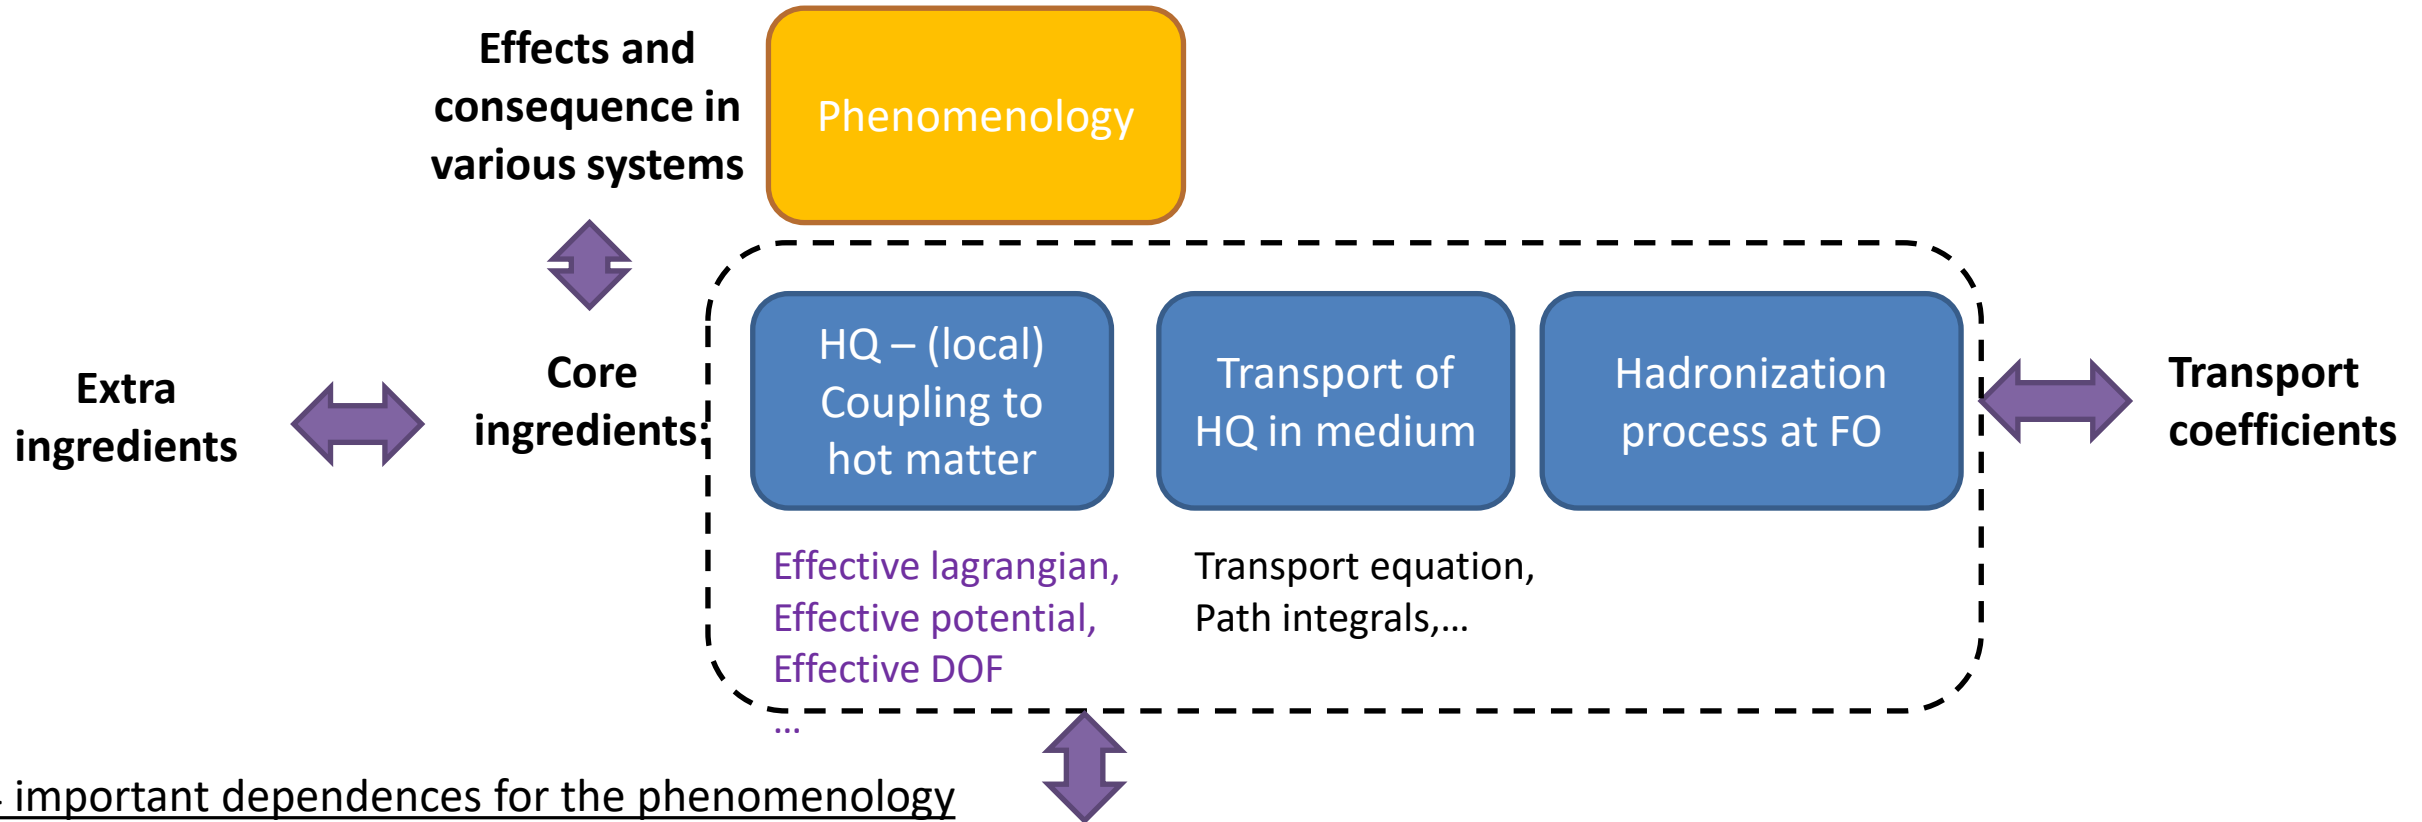 Effects and
consequence in
various systems
Phenomenology
Extra
ingredients
Core
ingredients:
HQ – (local)
Coupling to
hot matter
Transport of
HQ in medium
Hadronization
process at FO
Transport
coefficients
Effective lagrangian,
Effective potential,
Effective DOF
...
Transport equation,
Path integrals,...
important dependences for the phenomenology